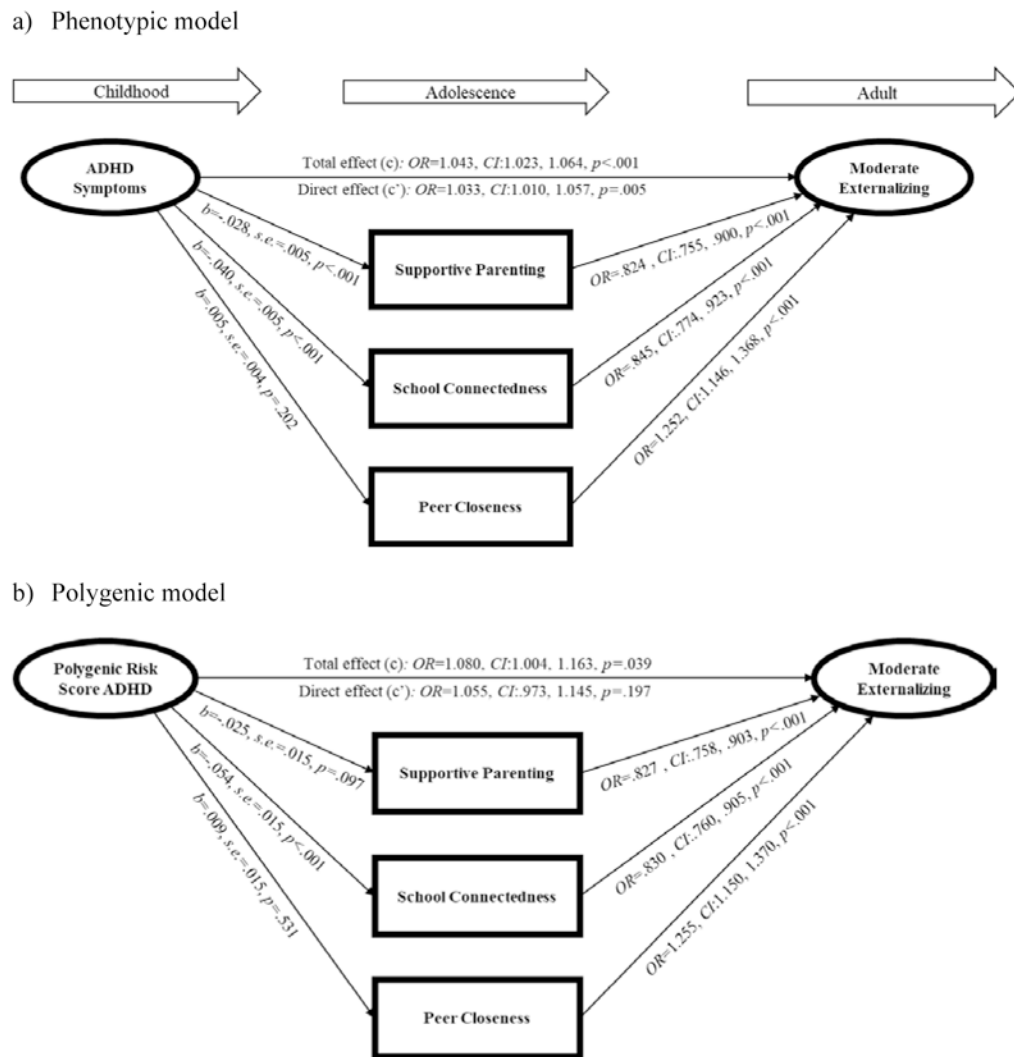 a) Phenotypic model
Childhood
Adolescence
Adult
ADHD
Symptoms
Total effect (c): OR=1.043, CI:1.023, 1.064, p<.001
Direct effect (c'): OR=1.033, CI:1.010, 1.057, p=.005
Moderate
Externalizing
b=-.028, s.e.=.005, p<.001
Supportive Parenting
OR=.824 , CI:.755, .900, p<.001
b=-.040, s.e.=.005, p<.001
School Connectedness
OR=.845, CI:.774, .923, p<.001
b=.005, s.e.=.004, p=.202
Peer Closeness
OR=1.252, CI:1.146, 1.368, p<.001
b) Polygenic model
Polygenic Risk
Score ADHD
Total effect (c): OR=1.080, CI:1.004, 1.163, p=.039
Direct effect (c'): OR=1.055, CI:.973, 1.145, p=.197
Moderate
Externalizing
b=-.025, s.e.=.015, p=.097
Supportive Parenting
OR=.827 , CI:.758, .903, p<.001
b=-.054, s.e.=.015, p<.001
School Connectedness
OR=.830 , CI:.760, .905, p<.001
b=.009, s.e.=.015, p=.531
Peer Closeness
OR=1.255, CI:1.150, 1.370, p<.001